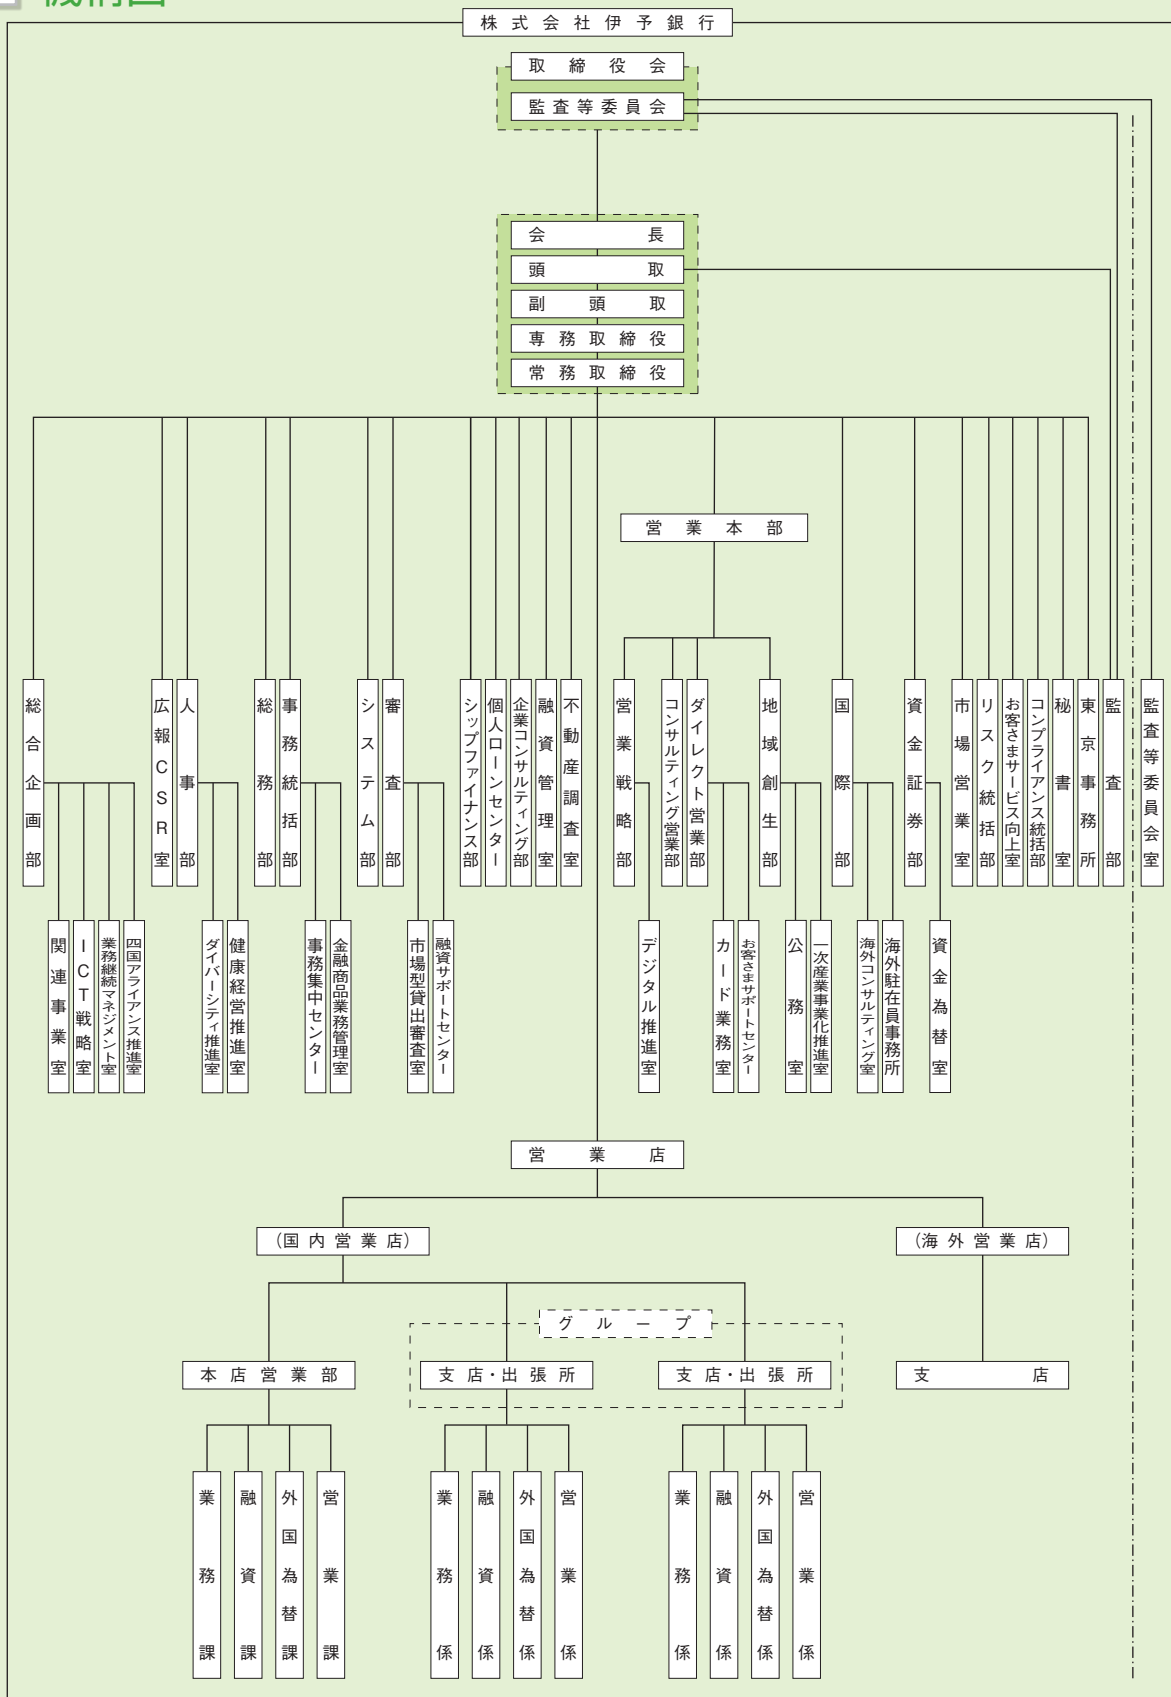 機構図
株式会社伊予銀行
取締役会
監査等委員会
会長
頭取
副頭取
専務取締役
常務取締役
営業本部
総合企画部
広報CSR室
人事部
総務部
事務統括部
システム部
審査部
シップファイナンス部
個人ローンセンター
企業コンサルティング部
融資管理室
不動産調査室
営業戦略部
コンサルティング営業部
ダイレクト営業部
地域創生部
国際部
資金証券部
市場営業室
リスク統括部
お客さまサービス向上室
コンプライアンス統括部
秘書室
東京事務所
監査部
監査等委員会室
関連事業室
ICT戦略室
業務継続マネジメント室
四国アライアンス推進室
ダイバーシティ推進室
健康経営推進室
事務集中センター
金融商品業務管理室
市場型貸出審査室
融資サポートセンター
デジタル推進室
カード業務室
お客さまサポートセンター
公務室
一次産業事業化推進室
海外コンサルティング室
海外駐在員事務所
資金為替室
営業店
（国内営業店）
（海外営業店）
グループ
本店営業部
支店・出張所
支店・出張所
支店
業務課
融資課
外国為替課
営業課
業務係
融資係
外国為替係
営業係
業務係
融資係
外国為替係
営業係